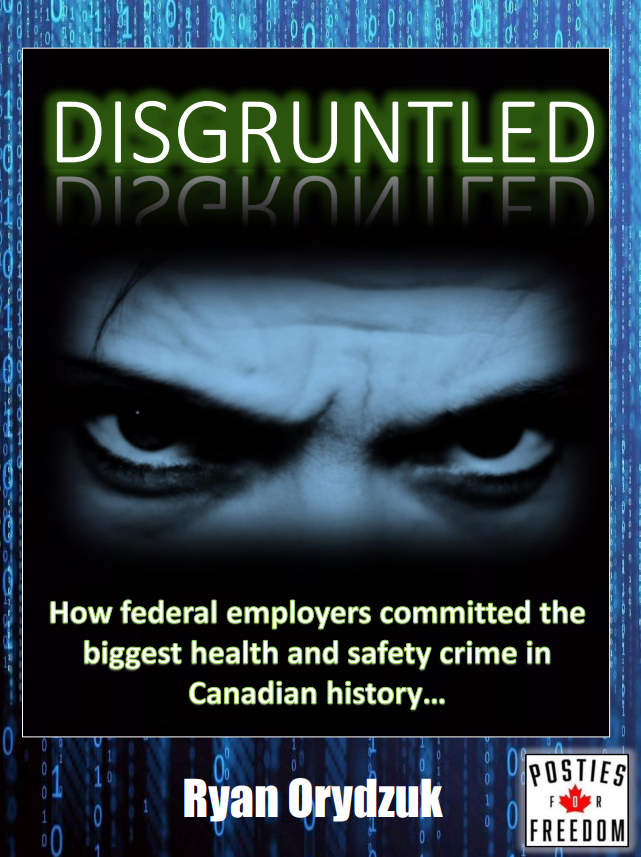 DISGRUNTLED
How federal employers committed the
biggest health and safety crime in
Canadian history...
Ryan Orydzuk
POSTIES
FOR
FREEDOM